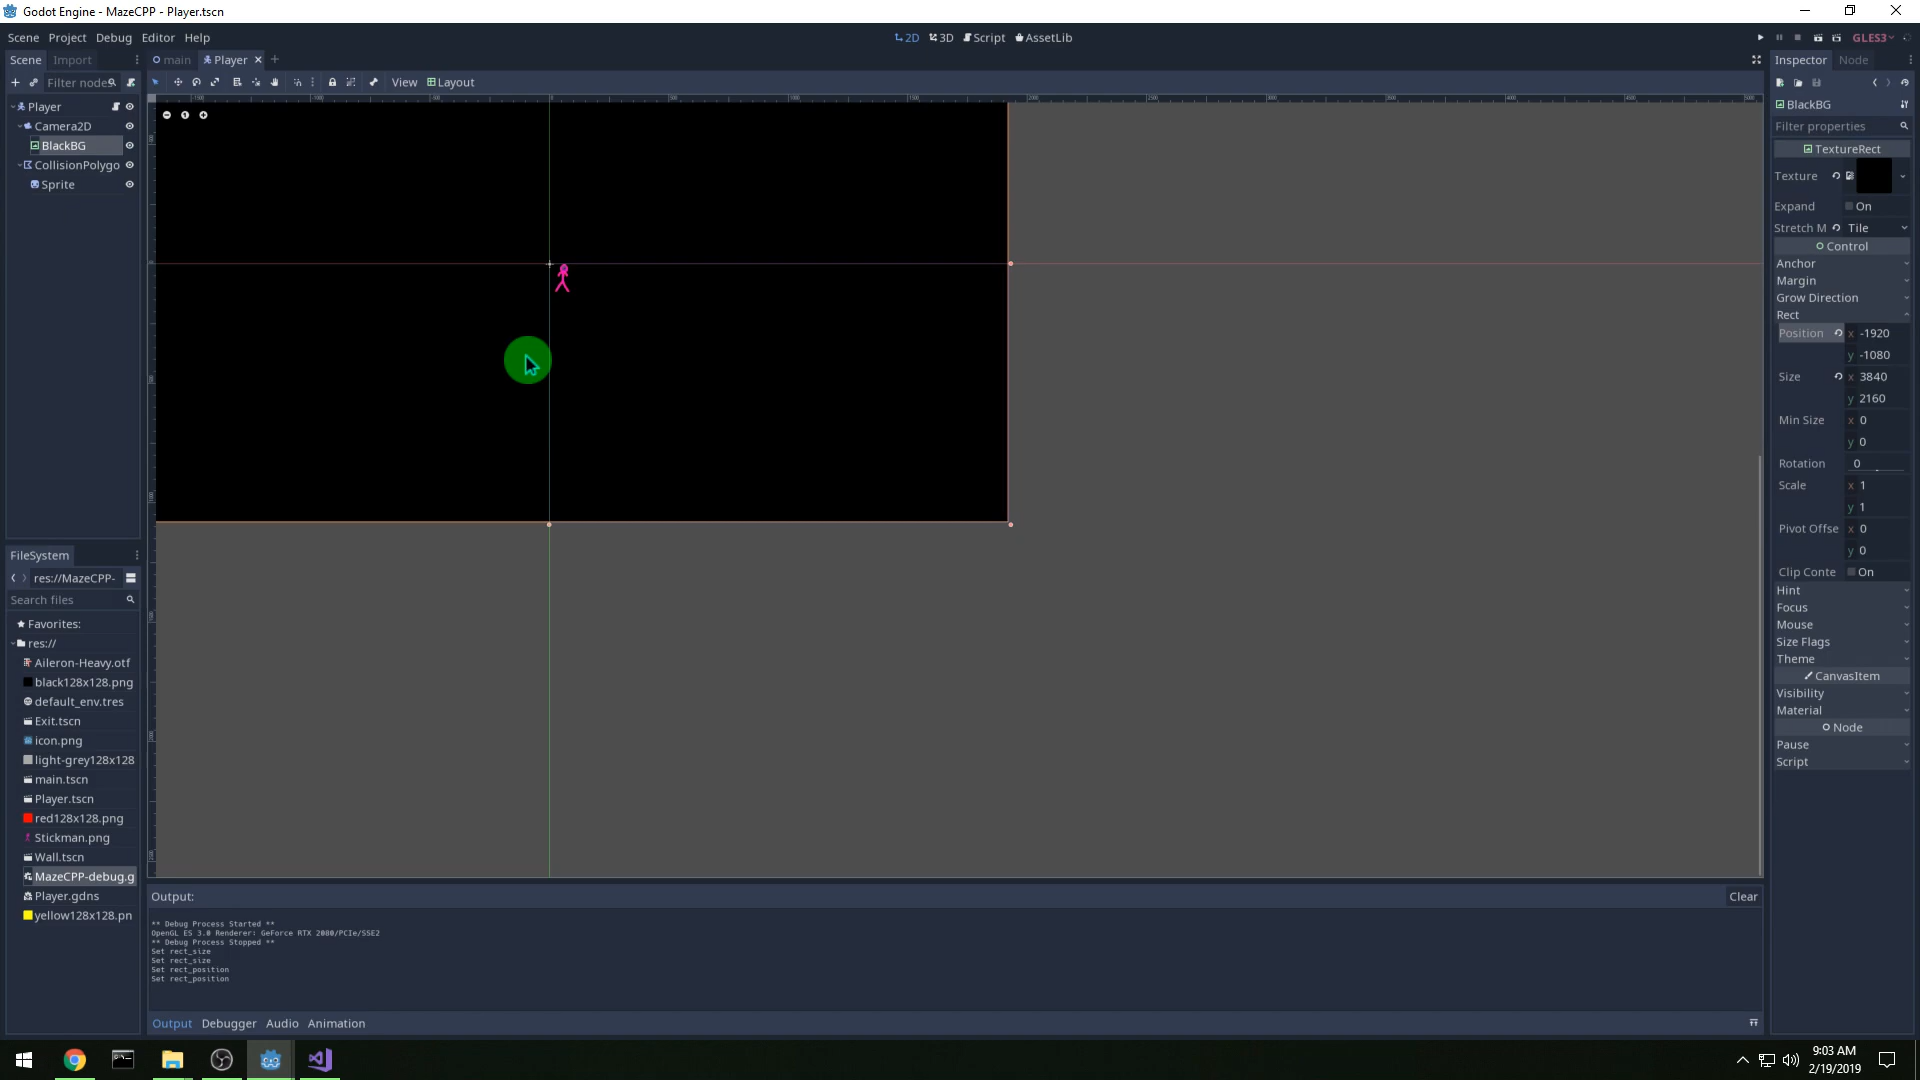 Godot Engine - MazeCPP - Player.tscn
Scene Project Debug Editor Help
2D 3D Script AssetLib
GLES3
Scene Import
main Player
Inspector Node
Filter nodes
View Layout
Player
Camera2D
BlackBG
CollisionPolygo
Sprite
BlackBG
Filter properties
TextureRect
Texture
Expand On
Stretch M Tile
Control
Anchor
Margin
Grow Direction
Rect
Position x -1920
y -1080
Size x 3840
y 2160
Min Size x 0
y 0
Rotation 0
Scale x 1
y 1
Pivot Offse x 0
y 0
Clip Conte On
Hint
Focus
Mouse
Size Flags
Theme
CanvasItem
Visibility
Material
Node
Pause
Script
FileSystem
res://MazeCPP-
Search files
Favorites:
res://
Aileron-Heavy.otf
black128x128.png
default_env.tres
Exit.tscn
icon.png
light-grey128x128
main.tscn
Player.tscn
red128x128.png
Stickman.png
Wall.tscn
MazeCPP-debug.g
Player.gdns
yellow128x128.pn
Output: Clear
** Debug Process Started **
OpenGL ES 3.0 Renderer: GeForce RTX 2080/PCIe/SSE2
** Debug Process Stopped **
Set rect_size
Set rect_size
Set rect_position
Set rect_position
Output Debugger Audio Animation
9:03 AM
2/19/2019